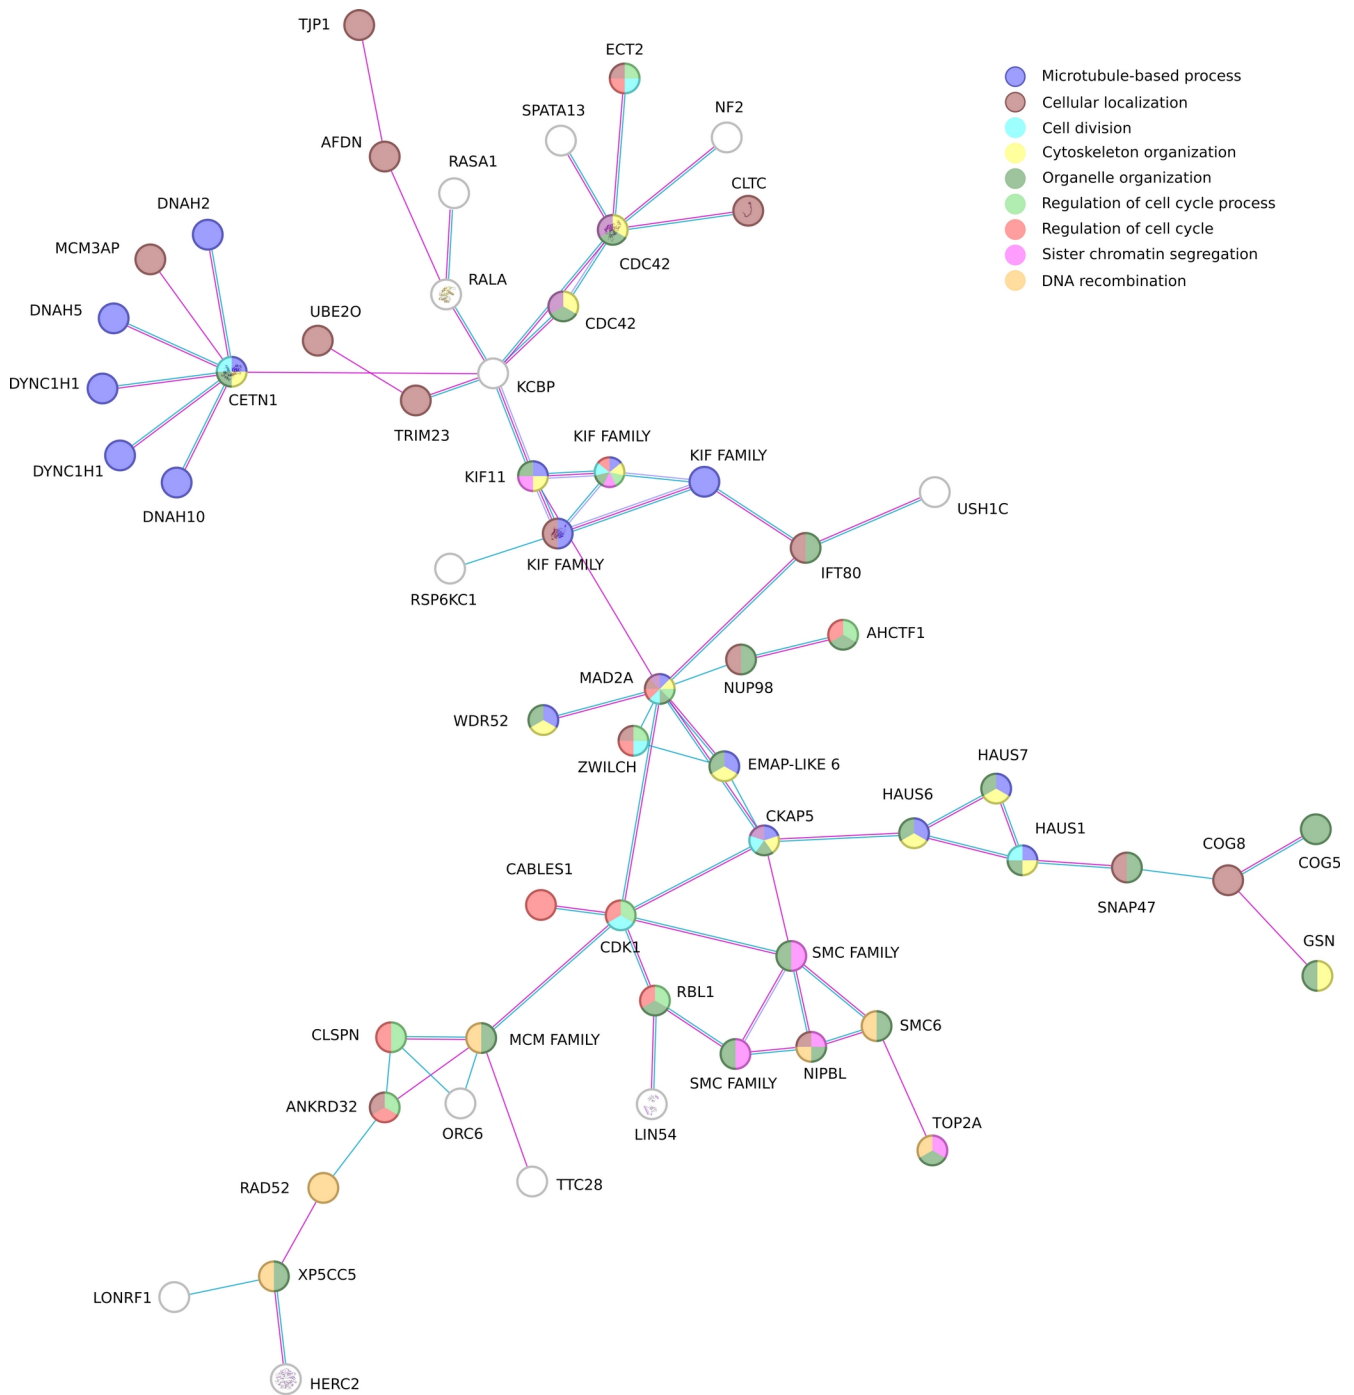 TJP1
ECT2
Microtubule-based process
Cellular localization
SPATA13
NF2
Cell division
AFDN
Cytoskeleton organization
RASA1
Organelle organization
CLTC
DNAH2
Regulation of cell cycle process
Regulation of cell cycle
MCM3AP
Sister chromatin segregation
CDC42
RALA
DNA recombination
DNAH5
UBE2O
CDC42
DYNC1H1
KCBP
CETN1
TRIM23
KIF FAMILY
KIF FAMILY
DYNC1H1
KIF11
DNAH10
USH1C
KIF FAMILY
IFT80
RSP6KC1
AHCTF1
MAD2A
NUP98
WDR52
ZWILCH
EMAP-LIKE 6
HAUS7
HAUS6
CKAP5
HAUS1
COG8
COG5
CABLES1
SNAP47
CDK1
SMC FAMILY
GSN
RBL1
CLSPN
MCM FAMILY
SMC6
NIPBL
SMC FAMILY
ANKRD32
ORC6
LIN54
TOP2A
RAD52
TTC28
XP5CC5
LONRF1
HERC2